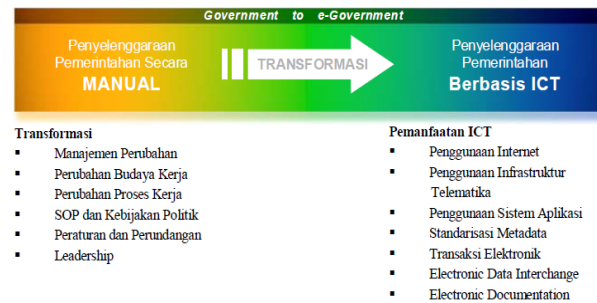 Government to e-Government
Penyelenggaraan
Pemerintahan Secara
MANUAL
TRANSFORMASI
Penyelenggaraan
Pemerintahan
Berbasis ICT
Transformasi
▪ Manajemen Perubahan
▪ Perubahan Budaya Kerja
▪ Perubahan Proses Kerja
▪ SOP dan Kebijakan Politik
▪ Peraturan dan Perundangan
▪ Leadership
Pemanfaatan ICT
▪ Penggunaan Internet
▪ Penggunaan Infrastruktur
Telematika
▪ Penggunaan Sistem Aplikasi
▪ Standarisasi Metadata
▪ Transaksi Elektronik
▪ Electronic Data Interchange
▪ Electronic Documentation